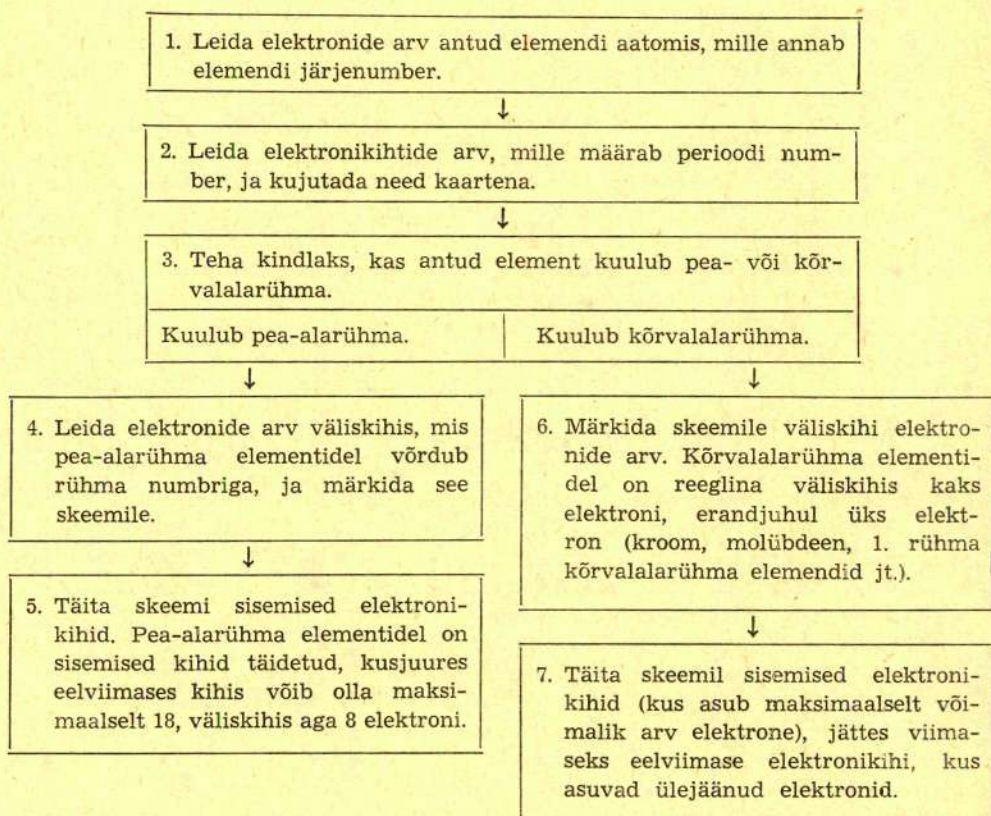 1. Leida elektronide arv antud elemendi aatomis, mille annab
elemendi järjenumber.
↓
2. Leida elektronikihtide arv, mille määrab perioodi num-
ber, ja kujutada need kaartena.
↓
3. Teha kindlaks, kas antud element kuulub pea- või kõr-
valalarühma.
Kuulub pea-alarühma.
Kuulub kõrvalalarühma.
↓
4. Leida elektronide arv väliskihis, mis
pea-alarühma elementidel võrdub
rühma numbriga, ja märkida see
skeemile.
↓
5. Täita skeemi sisemised elektroni-
kihid. Pea-alarühma elementidel on
sisemised kihid täidetud, kusjuures
eelviimases kihis võib olla maksi-
maalselt 18, väliskihis aga 8 elektroni.
↓
6. Märkida skeemile väliskihi elektro-
nide arv. Kõrvalalarühma elementi-
del on reeglina väliskihis kaks
elektroni, erandjuhul üks elekt-
ron (kroom, molübdeen, 1. rühma
kõrvalalarühma elemendid jt.).
↓
7. Täita skeemil sisemised elektroni-
kihid (kus asub maksimaalselt või-
malik arv elektrone), jättes viima-
seks eelviimase elektronikihi, kus
asuvad ülejäänud elektronid.